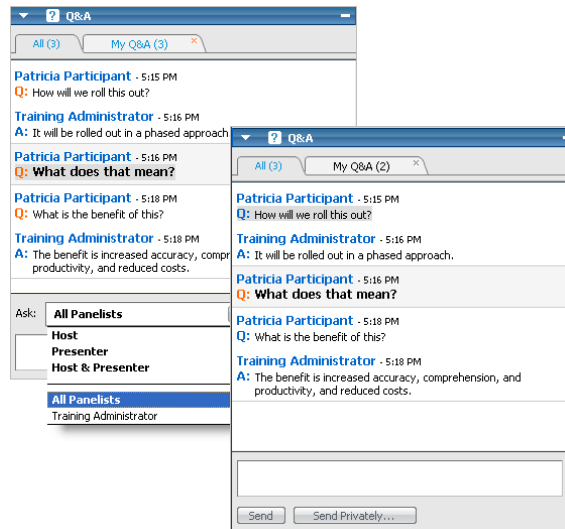 ? Q&A
All (3) My Q&A (3) ×
Patricia Participant - 5:15 PM
Q: How will we roll this out?
Training Administrator - 5:16 PM
A: It will be rolled out in a phased approach
Patricia Participant - 5:16 PM
Q: What does that mean?
Patricia Participant - 5:18 PM
Q: What is the benefit of this?
Training Administrator - 5:18 PM
A: The benefit is increased accuracy,
productivity, and reduced costs.
Ask: All Panelists
Host
Presenter
Host & Presenter
All Panelists
Training Administrator
? Q&A
All (3) My Q&A (2) ×
Patricia Participant - 5:15 PM
Q: How will we roll this out?
Training Administrator - 5:16 PM
A: It will be rolled out in a phased approach.
Patricia Participant - 5:16 PM
Q: What does that mean?
Patricia Participant - 5:18 PM
Q: What is the benefit of this?
Training Administrator - 5:18 PM
A: The benefit is increased accuracy, comprehension, and
productivity, and reduced costs.
Send Send Privately...